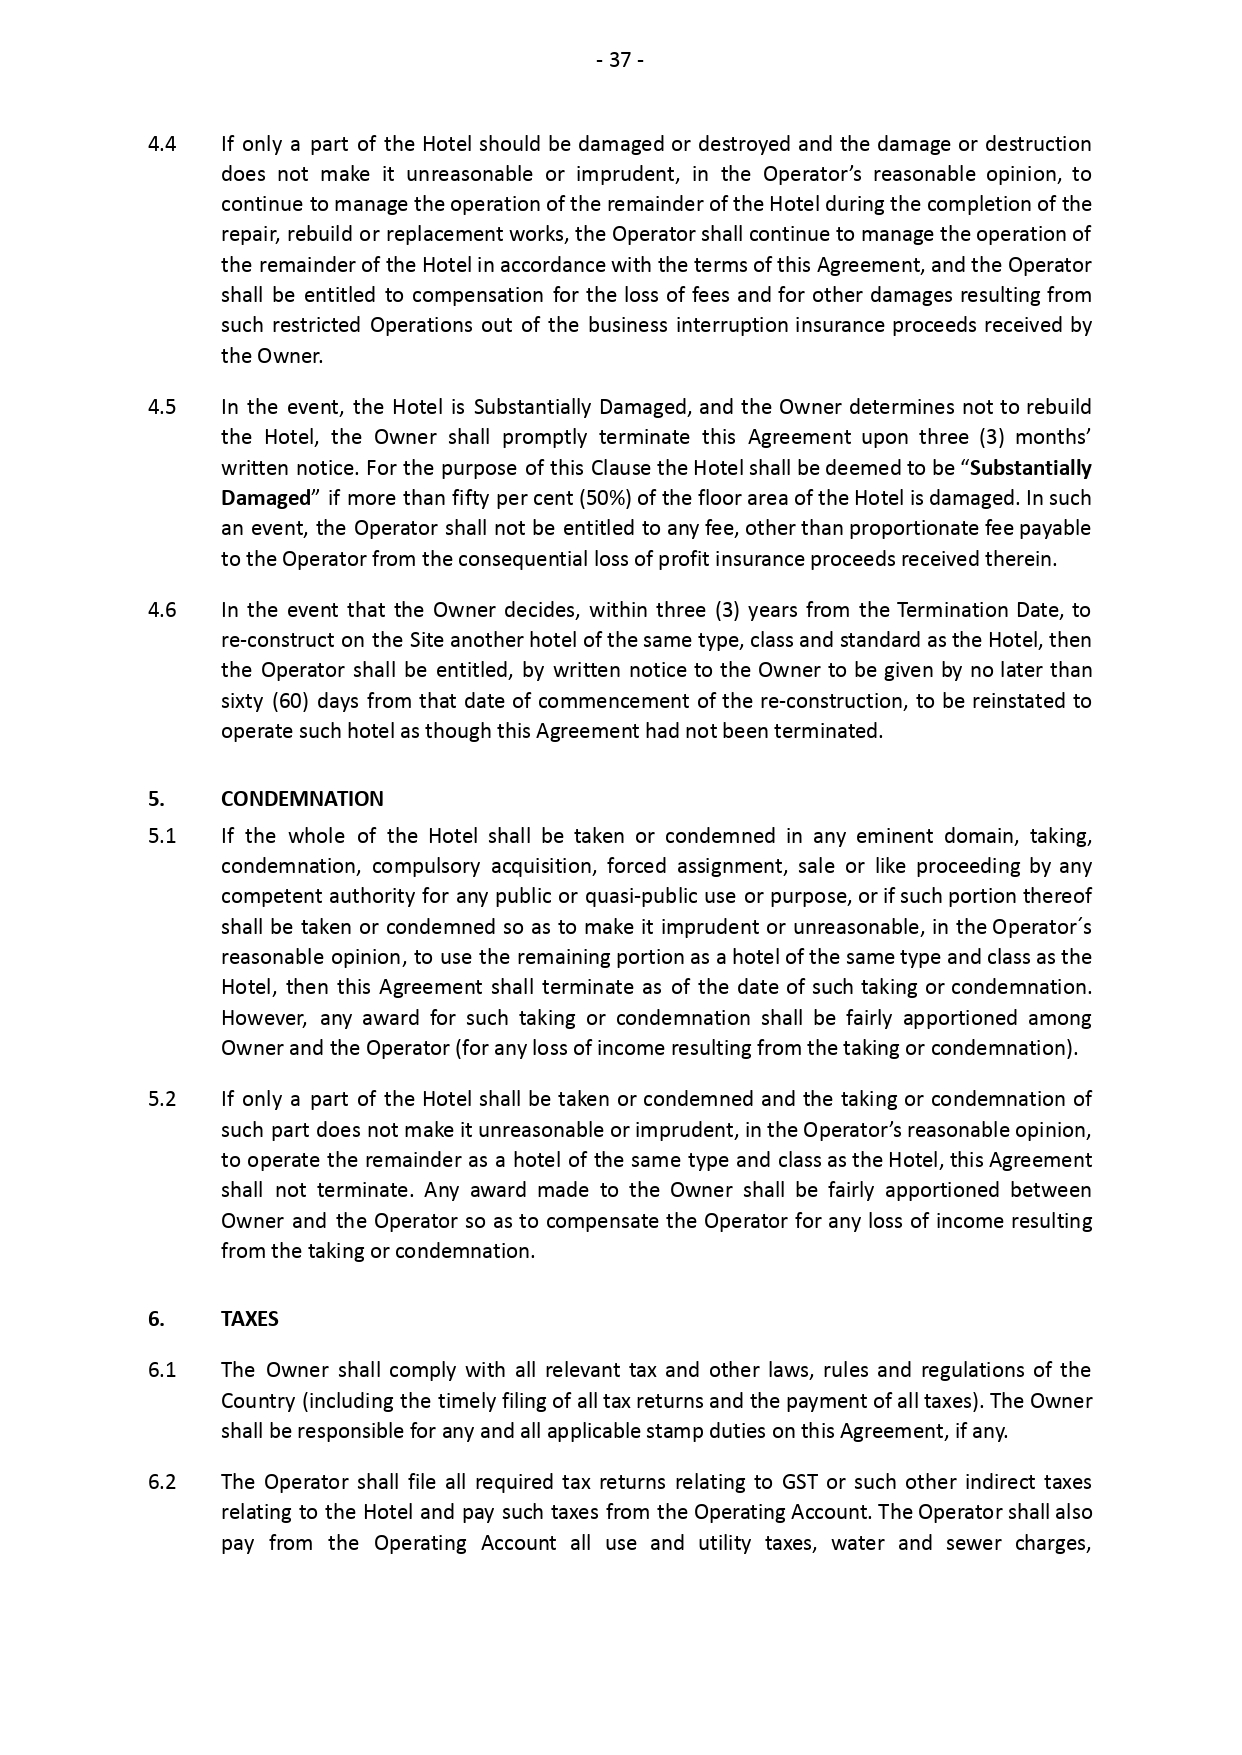 - 37 -
4.4 If only a part of the Hotel should be damaged or destroyed and the damage or destruction
does not make it unreasonable or imprudent, in the Operator’s reasonable opinion, to
continue to manage the operation of the remainder of the Hotel during the completion of the
repair, rebuild or replacement works, the Operator shall continue to manage the operation of
the remainder of the Hotel in accordance with the terms of this Agreement, and the Operator
shall be entitled to compensation for the loss of fees and for other damages resulting from
such restricted Operations out of the business interruption insurance proceeds received by
the Owner.
4.5 In the event, the Hotel is Substantially Damaged, and the Owner determines not to rebuild
the Hotel, the Owner shall promptly terminate this Agreement upon three (3) months’
written notice. For the purpose of this Clause the Hotel shall be deemed to be “Substantially
Damaged” if more than fifty per cent (50%) of the floor area of the Hotel is damaged. In such
an event, the Operator shall not be entitled to any fee, other than proportionate fee payable
to the Operator from the consequential loss of profit insurance proceeds received therein.
4.6 In the event that the Owner decides, within three (3) years from the Termination Date, to
re-construct on the Site another hotel of the same type, class and standard as the Hotel, then
the Operator shall be entitled, by written notice to the Owner to be given by no later than
sixty (60) days from that date of commencement of the re-construction, to be reinstated to
operate such hotel as though this Agreement had not been terminated.
5. CONDEMNATION
5.1 If the whole of the Hotel shall be taken or condemned in any eminent domain, taking,
condemnation, compulsory acquisition, forced assignment, sale or like proceeding by any
competent authority for any public or quasi-public use or purpose, or if such portion thereof
shall be taken or condemned so as to make it imprudent or unreasonable, in the Operator´s
reasonable opinion, to use the remaining portion as a hotel of the same type and class as the
Hotel, then this Agreement shall terminate as of the date of such taking or condemnation.
However, any award for such taking or condemnation shall be fairly apportioned among
Owner and the Operator (for any loss of income resulting from the taking or condemnation).
5.2 If only a part of the Hotel shall be taken or condemned and the taking or condemnation of
such part does not make it unreasonable or imprudent, in the Operator’s reasonable opinion,
to operate the remainder as a hotel of the same type and class as the Hotel, this Agreement
shall not terminate. Any award made to the Owner shall be fairly apportioned between
Owner and the Operator so as to compensate the Operator for any loss of income resulting
from the taking or condemnation.
6. TAXES
6.1 The Owner shall comply with all relevant tax and other laws, rules and regulations of the
Country (including the timely filing of all tax returns and the payment of all taxes). The Owner
shall be responsible for any and all applicable stamp duties on this Agreement, if any.
6.2 The Operator shall file all required tax returns relating to GST or such other indirect taxes
relating to the Hotel and pay such taxes from the Operating Account. The Operator shall also
pay from the Operating Account all use and utility taxes, water and sewer charges,